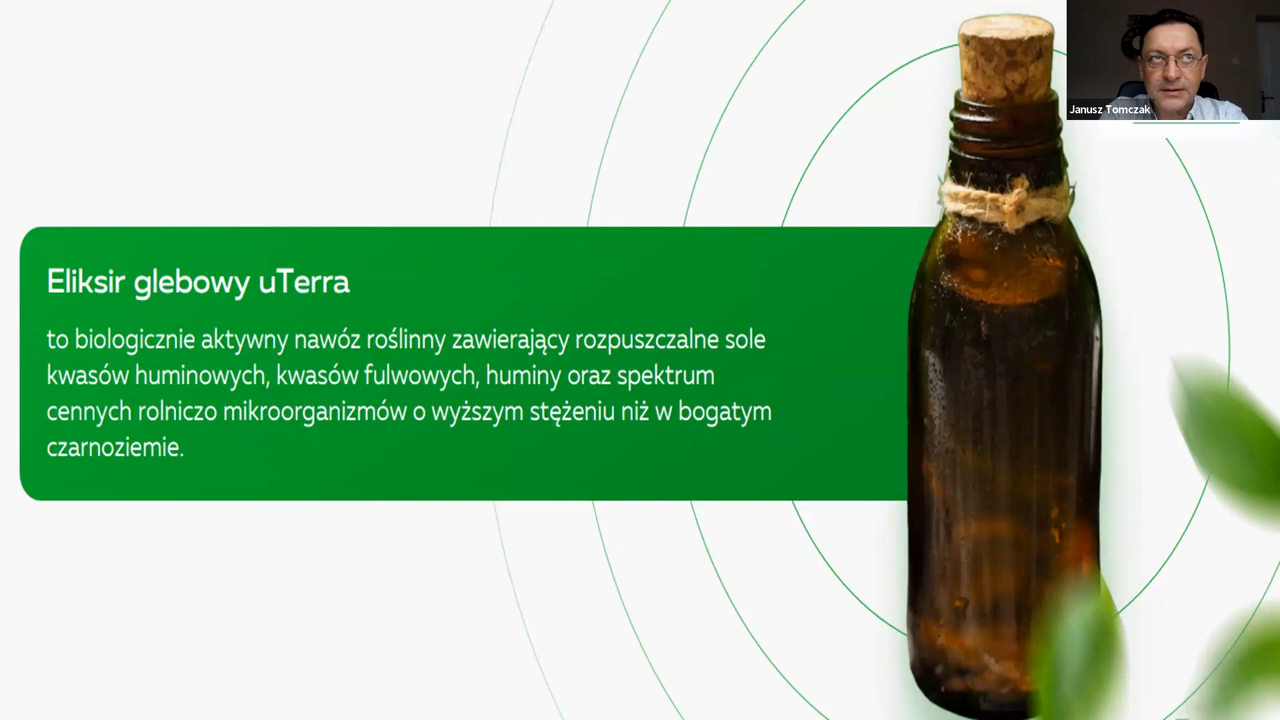 Eliksir glebowy uTerra
to biologicznie aktywny nawóz roślinny zawierający rozpuszczalne sole
kwasów huminowych, kwasów fulwowych, huminy oraz spektrum
cennych rolniczo mikroorganizmów o wyższym stężeniu niż w bogatym
czarnoziemie.
Janusz Tomczak